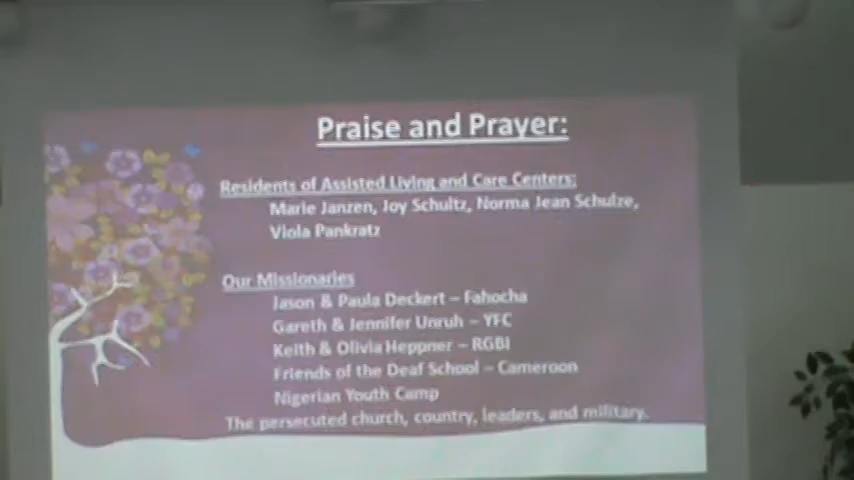 Praise and Prayer:
Residents of Assisted Living and Care Centers:
Marie Janzen, Joy Schultz, Norma Jean Schulze,
Viola Pankratz
Our Missionaries
Jason & Paula Deckert – Fahocha
Gareth & Jennifer Unruh – YFC
Keith & Olivia Heppner – RGBI
Friends of the Deaf School – Cameroon
Nigerian Youth Camp
The persecuted church, country, leaders, and military.